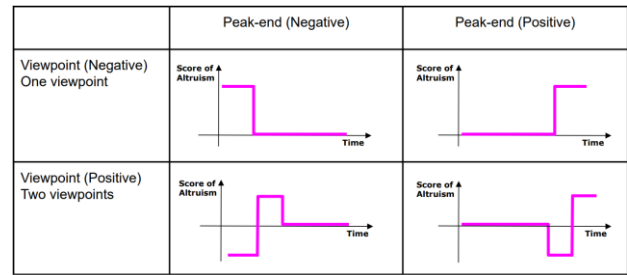 Peak-end (Negative)
Peak-end (Positive)
Viewpoint (Negative)
One viewpoint
Score of
Altruism
Time
Score of
Altruism
Time
Viewpoint (Positive)
Two viewpoints
Score of
Altruism
Time
Score of
Altruism
Time